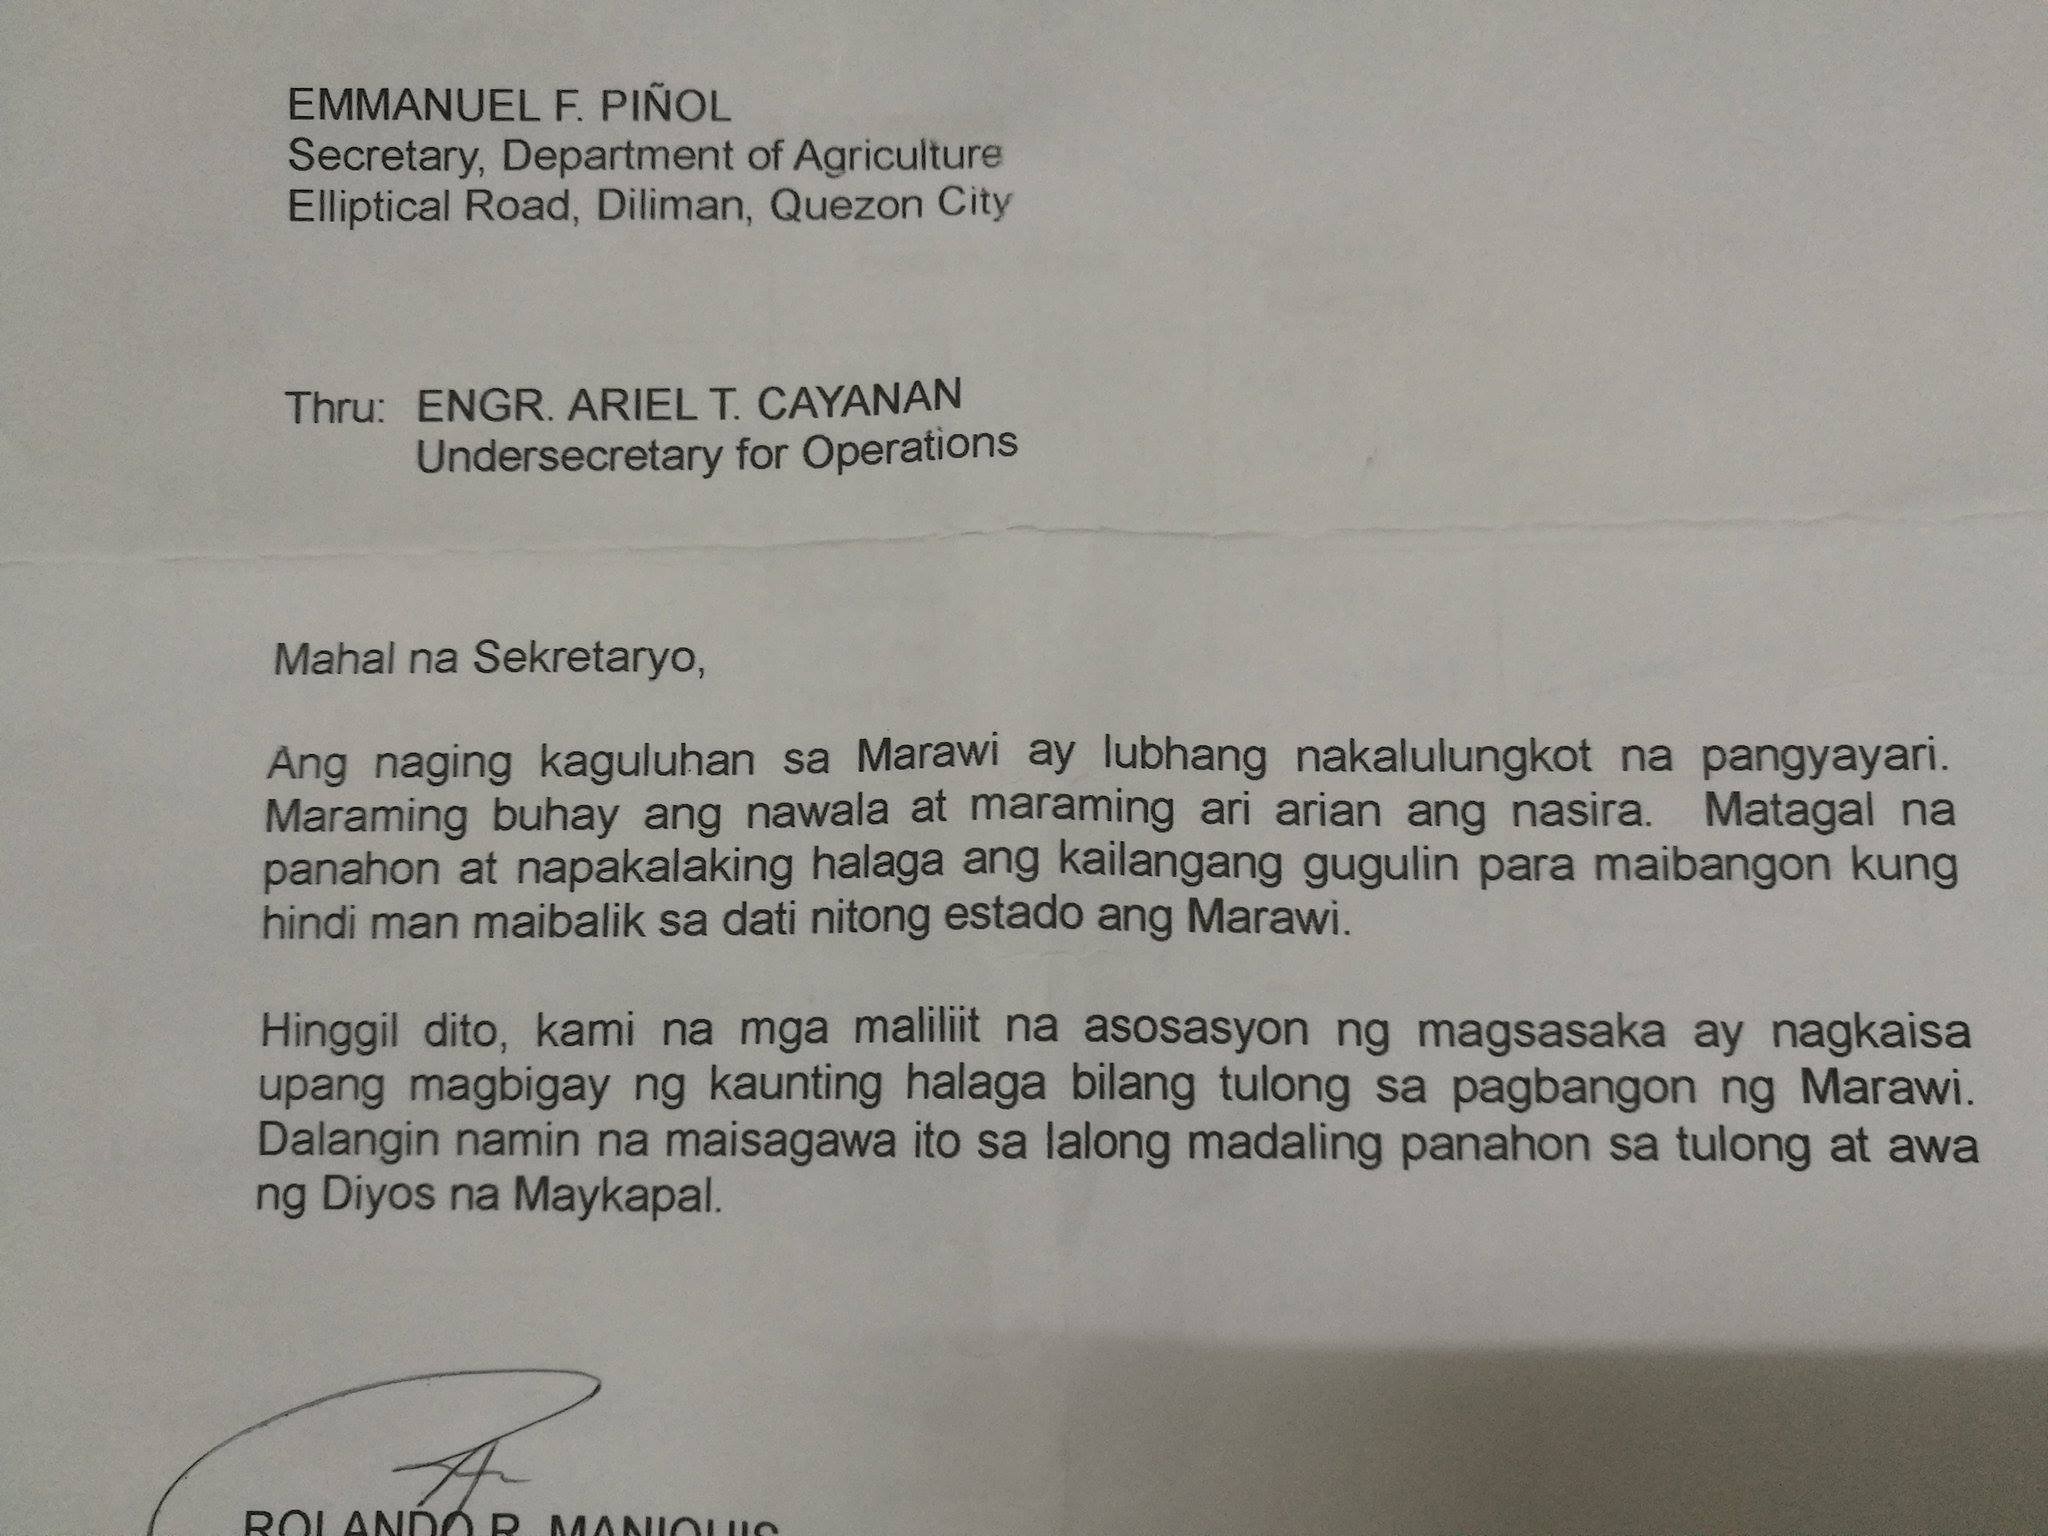 EMMANUEL F. PIÑOL
Secretary, Department of Agriculture
Elliptical Road, Diliman, Quezon City
Thru: ENGR. ARIEL T. CAYANAN
Undersecretary for Operations
Mahal na Sekretaryo,
Ang naging kaguluhan sa Marawi ay lubhang nakalulungkot na pangyayari.
Maraming buhay ang nawala at maraming ari arian ang nasira. Matagal na
panahon at napakalaking halaga ang kailangang gugulin para maibangon kung
hindi man maibalik sa dati nitong estado ang Marawi.
Hinggil dito, kami na mga maliliit na asosasyon ng magsasaka ay nagkaisa
upang magbigay ng kaunting halaga bilang tulong sa pagbangon ng Marawi.
Dalangin namin na maisagawa ito sa lalong madaling panahon sa tulong at awa
ng Diyos na Maykapal.
ROLANDO R. MANIQUIS